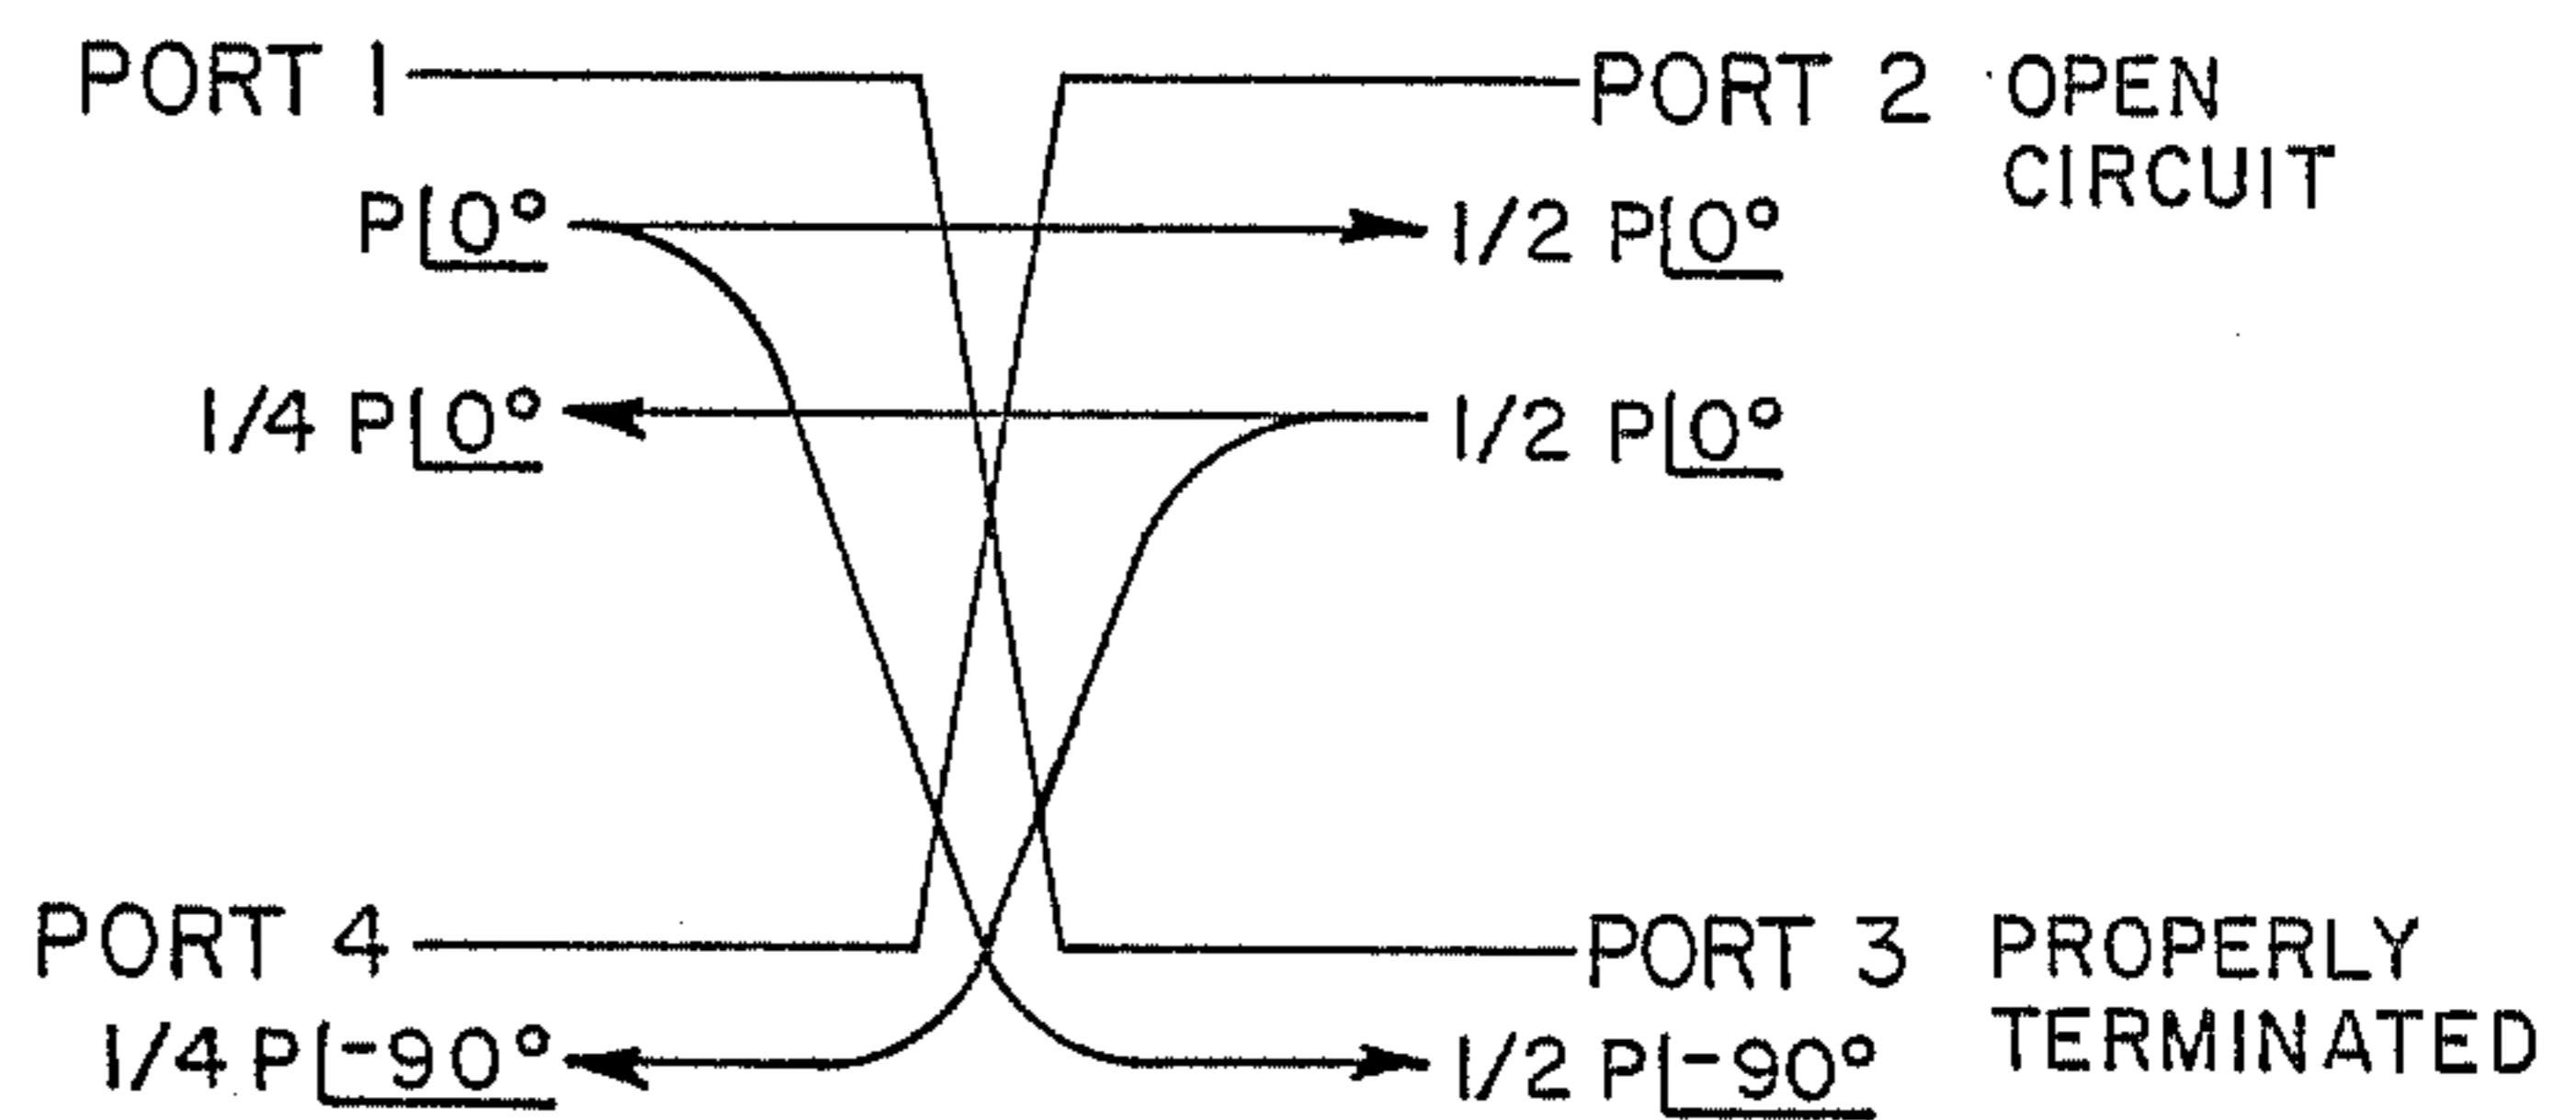 PORT 1
PORT 2 OPEN
CIRCUIT
P∠0°
1/2 P∠0°
1/4 P∠0°
1/2 P∠0°
PORT 4
PORT 3 PROPERLY
TERMINATED
1/4 P∠-90°
1/2 P∠-90°